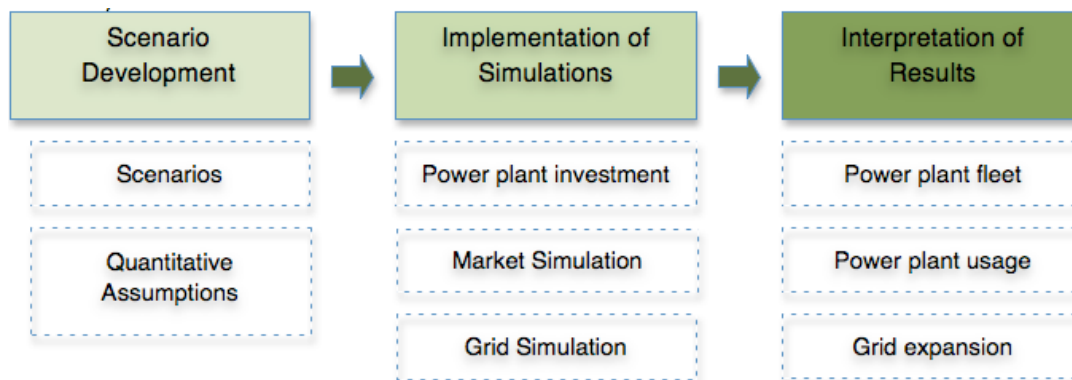 Scenario
Development
Implementation of
Simulations
Interpretation of
Results
Scenarios
Quantitative
Assumptions
Power plant investment
Market Simulation
Grid Simulation
Power plant fleet
Power plant usage
Grid expansion